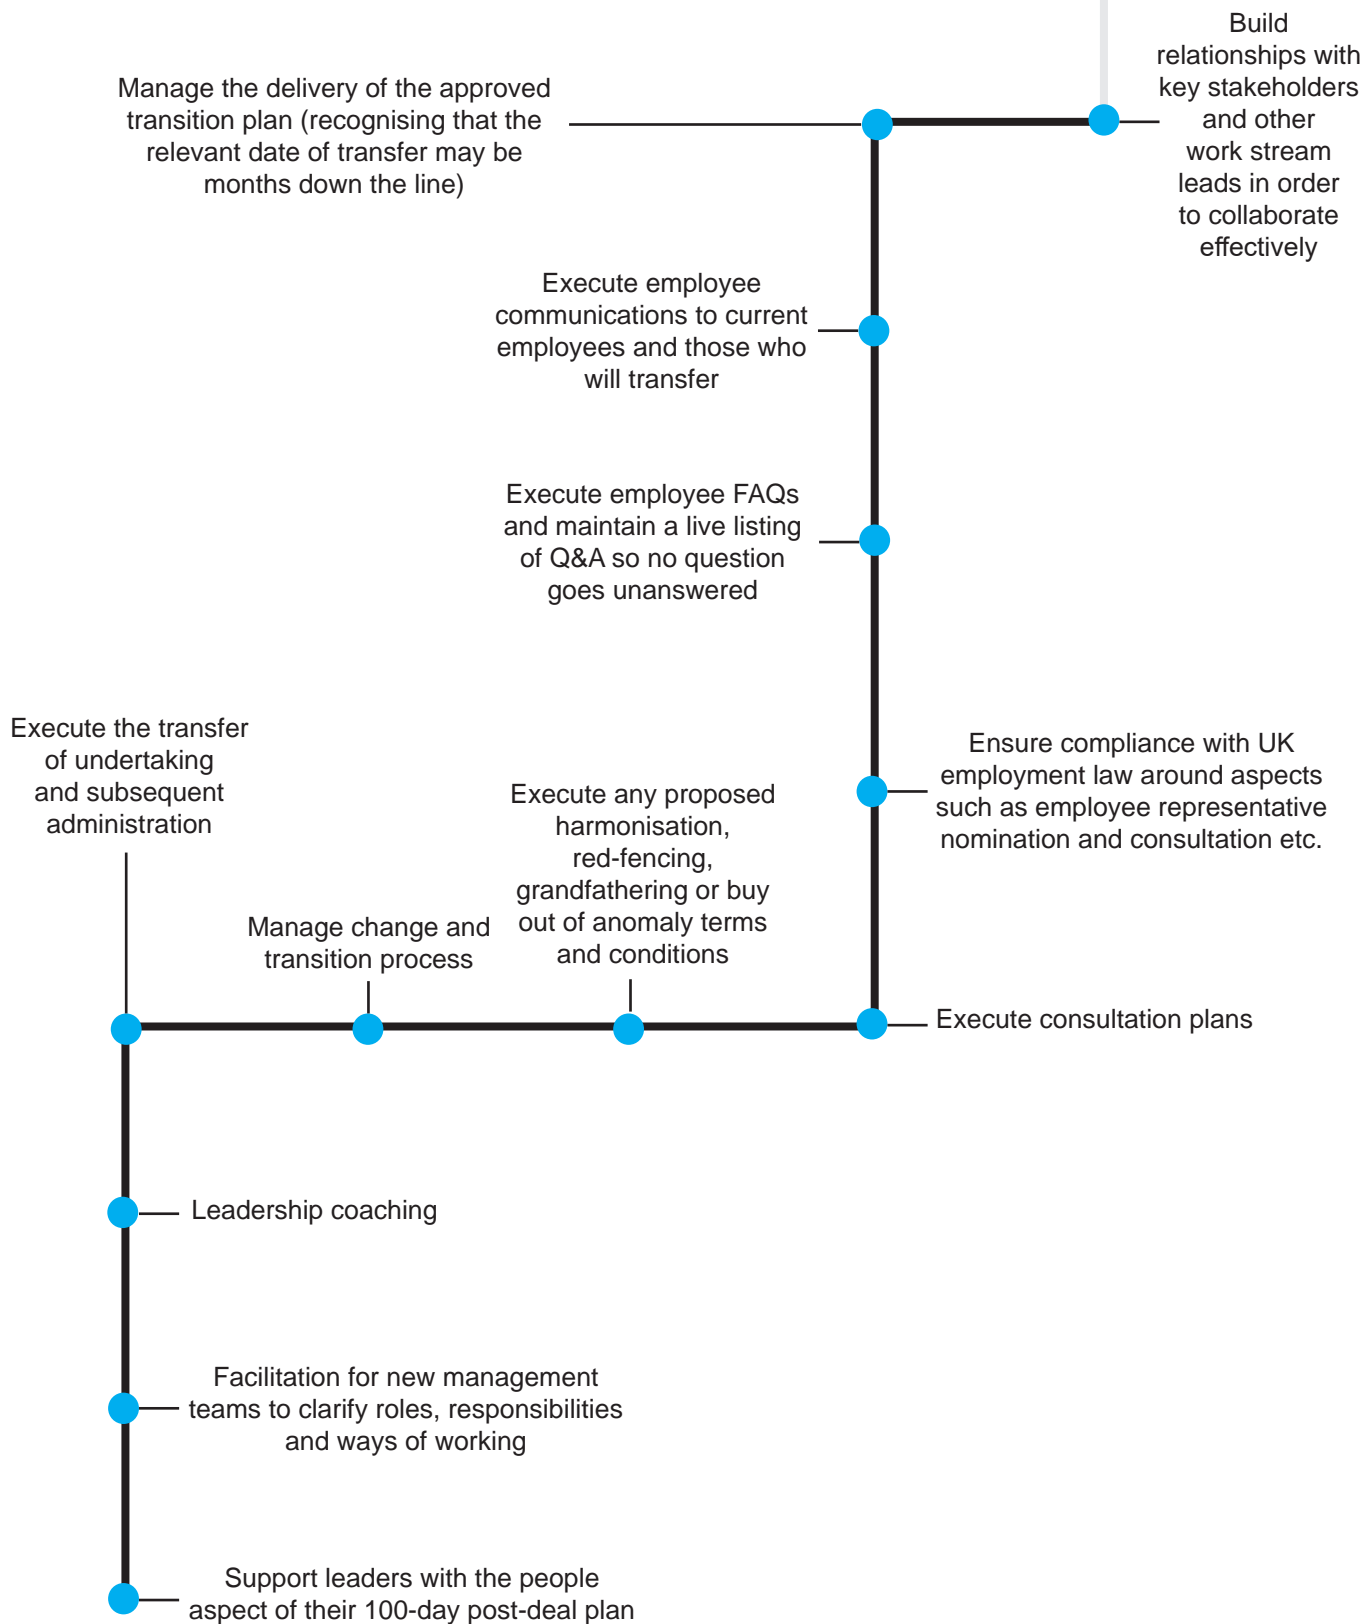 Build
relationships with
key stakeholders
and other
work stream
leads in order
to collaborate
effectively
Manage the delivery of the approved
transition plan (recognising that the
relevant date of transfer may be
months down the line)
Execute employee
communications to current
employees and those who
will transfer
Execute employee FAQs
and maintain a live listing
of Q&A so no question
goes unanswered
Ensure compliance with UK
employment law around aspects
such as employee representative
nomination and consultation etc.
Execute consultation plans
Execute any proposed
harmonisation,
red-fencing,
grandfathering or buy
out of anomaly terms
and conditions
Manage change and
transition process
Execute the transfer
of undertaking
and subsequent
administration
Leadership coaching
Facilitation for new management
teams to clarify roles, responsibilities
and ways of working
Support leaders with the people
aspect of their 100-day post-deal plan